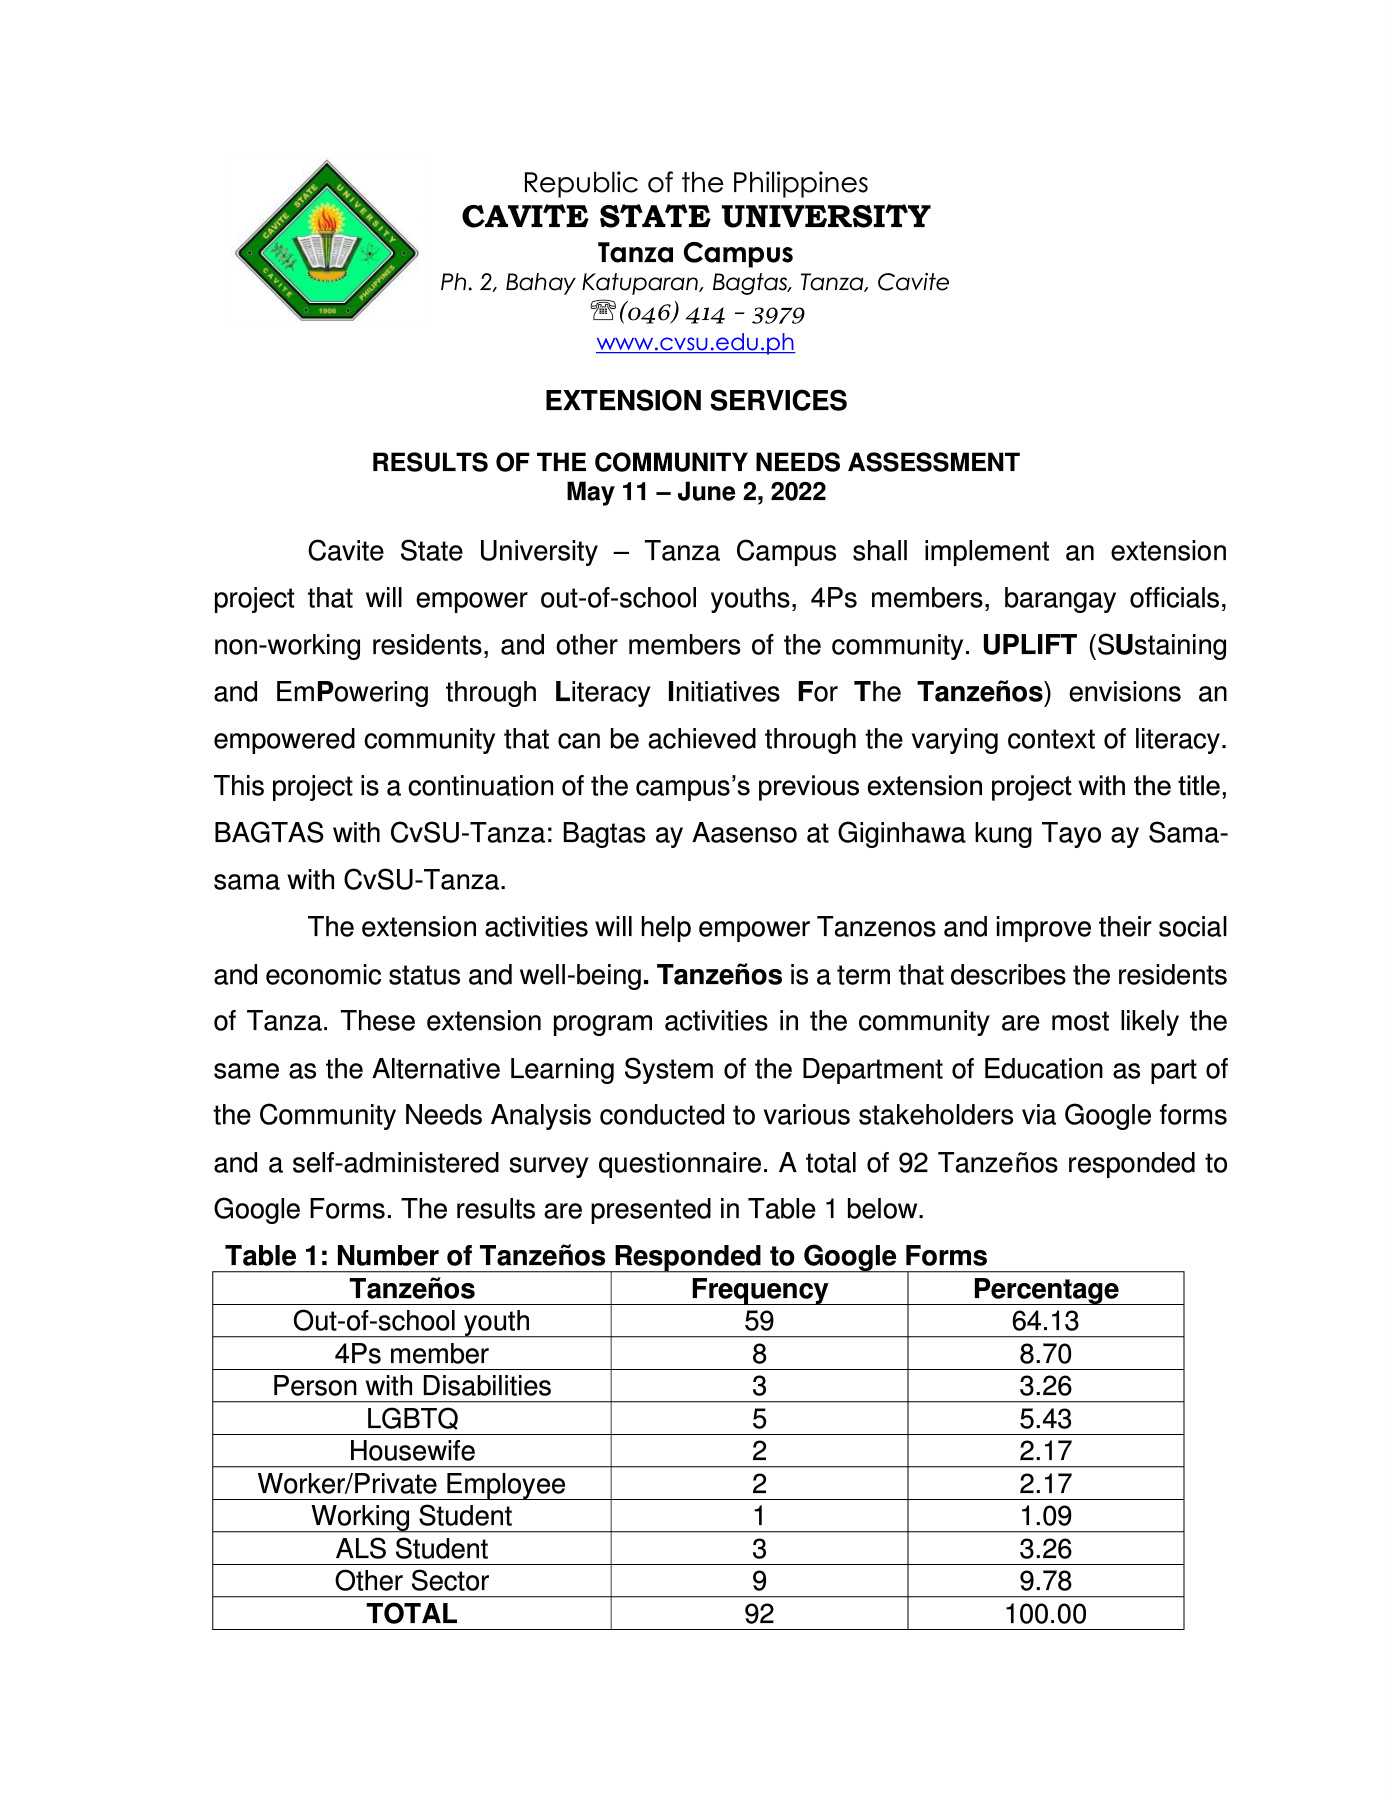 CAVITE STATE UNIVERSITY
CAVITE PHILIPPINES
1906
Republic of the Philippines
CAVITE STATE UNIVERSITY
Tanza Campus
Ph. 2, Bahay Katuparan, Bagtas, Tanza, Cavite
☏(046) 414 - 3979
www.cvsu.edu.ph
EXTENSION SERVICES
RESULTS OF THE COMMUNITY NEEDS ASSESSMENT
May 11 – June 2, 2022
Cavite State University – Tanza Campus shall implement an extension
project that will empower out-of-school youths, 4Ps members, barangay officials,
non-working residents, and other members of the community. UPLIFT (SUstaining
and EmPowering through Literacy Initiatives For The Tanzeños) envisions an
empowered community that can be achieved through the varying context of literacy.
This project is a continuation of the campus’s previous extension project with the title,
BAGTAS with CvSU-Tanza: Bagtas ay Aasenso at Giginhawa kung Tayo ay Sama-
sama with CvSU-Tanza.
The extension activities will help empower Tanzenos and improve their social
and economic status and well-being. Tanzeños is a term that describes the residents
of Tanza. These extension program activities in the community are most likely the
same as the Alternative Learning System of the Department of Education as part of
the Community Needs Analysis conducted to various stakeholders via Google forms
and a self-administered survey questionnaire. A total of 92 Tanzeños responded to
Google Forms. The results are presented in Table 1 below.
Table 1: Number of Tanzeños Responded to Google Forms
Tanzeños Frequency Percentage
Out-of-school youth 59 64.13
4Ps member 8 8.70
Person with Disabilities 3 3.26
LGBTQ 5 5.43
Housewife 2 2.17
Worker/Private Employee 2 2.17
Working Student 1 1.09
ALS Student 3 3.26
Other Sector 9 9.78
TOTAL 92 100.00